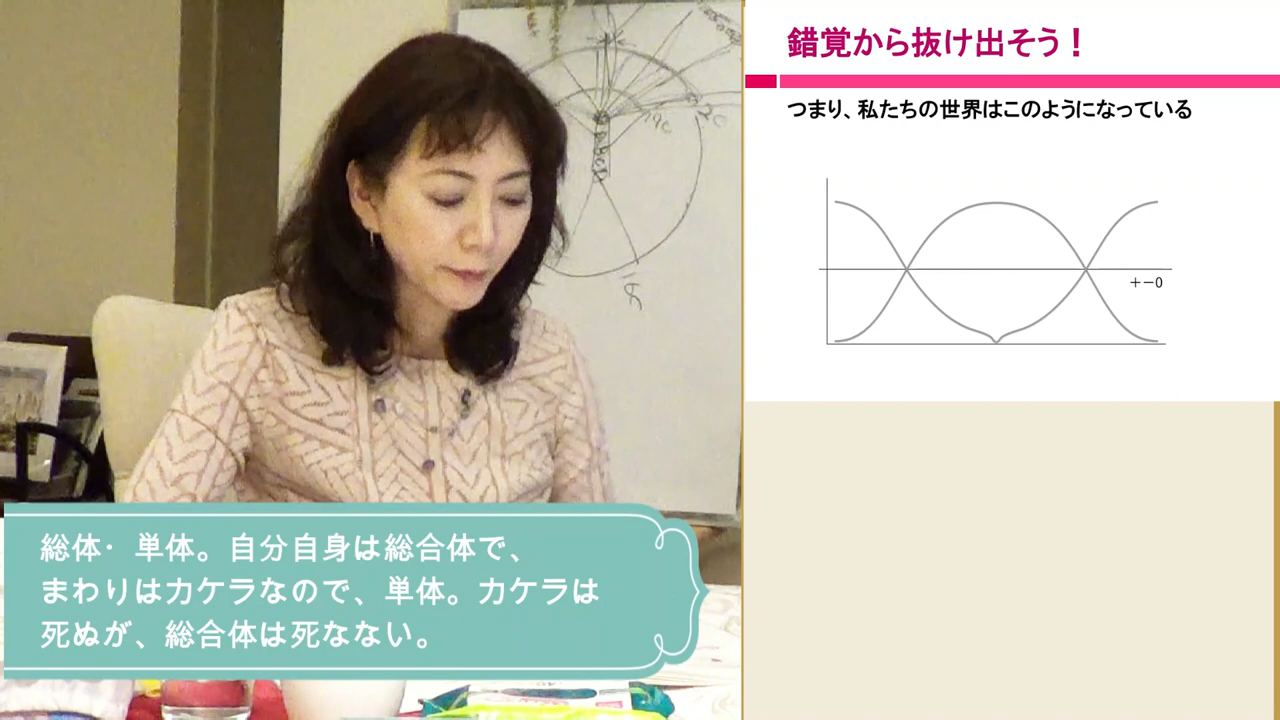 錯覚から抜け出そう！
つまり、私たちの世界はこのようになっている
＋−0
総体・単体。自分自身は総合体で、
まわりはカケラなので、単体。カケラは
死ぬが、総合体は死なない。